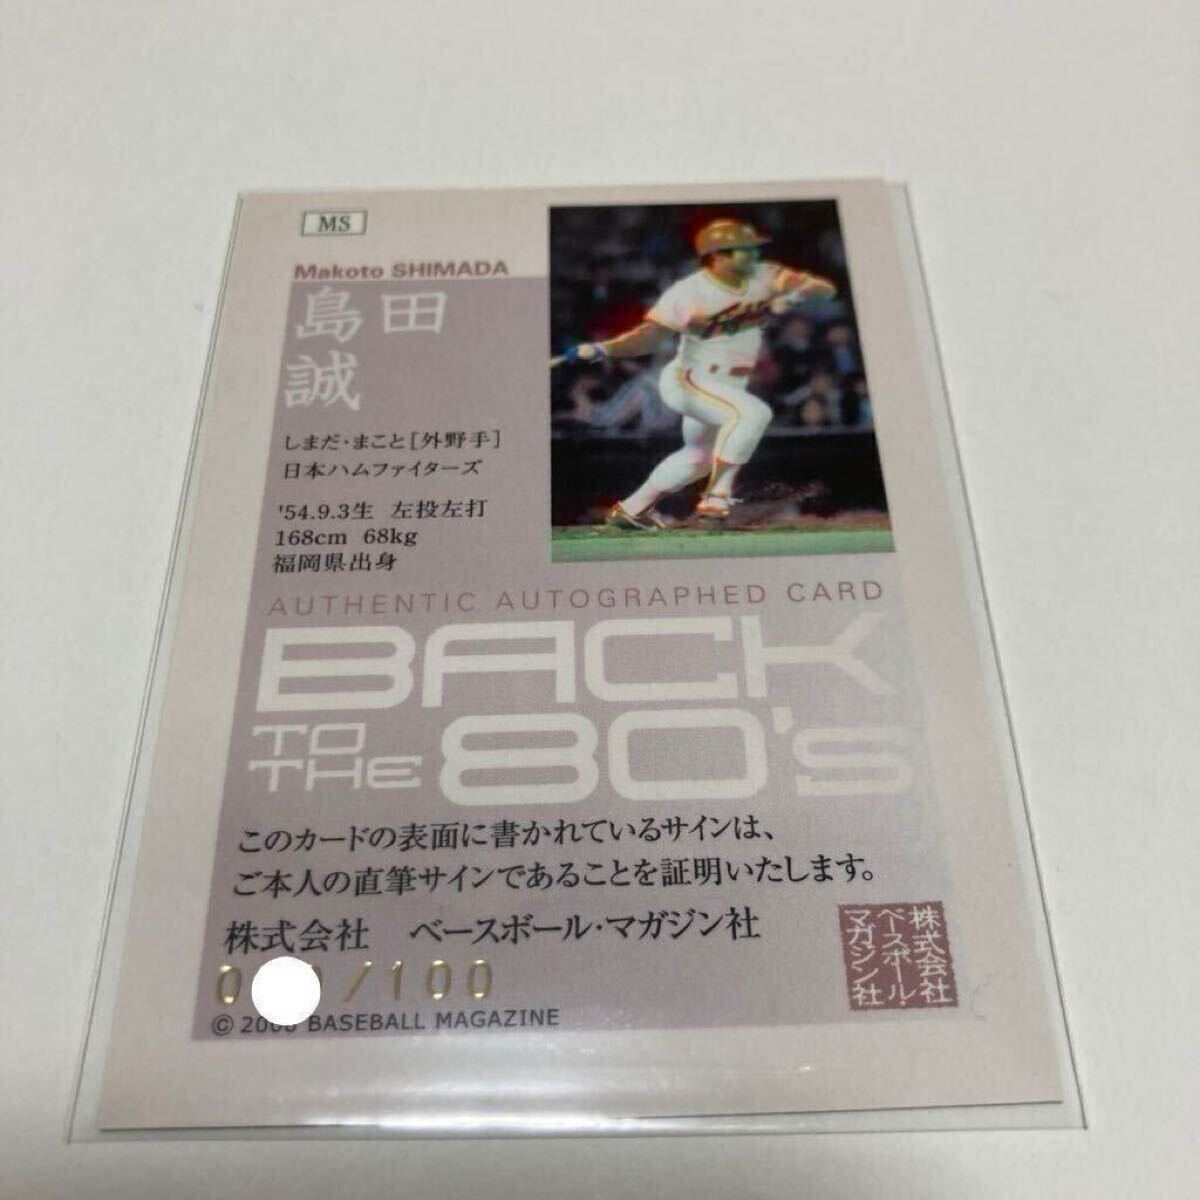 MS
Makoto SHIMADA
島田
誠
しまだ・まこと[外野手]
日本ハムファイターズ
'54.9.3生 左投左打
168cm 68kg
福岡県出身
AUTHENTIC AUTOGRAPHED CARD
BACK
TO
THE 80's
このカードの表面に書かれているサインは、
ご本人の直筆サインであることを証明いたします。
株式会社 ベースボール・マガジン社
/100
© BASEBALL MAGAZINE
株式会社
ベースボール・
マガジン社